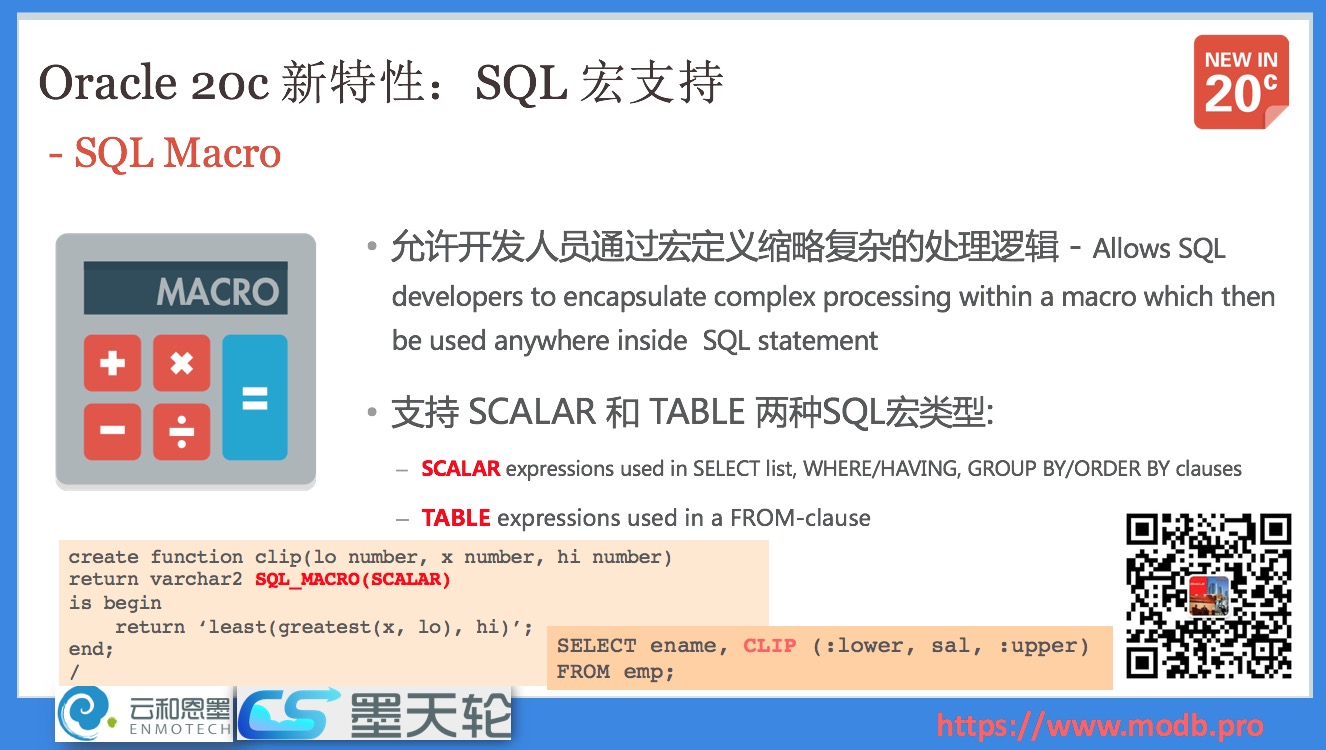 Oracle 20c 新特性：SQL 宏支持
- SQL Macro
NEW IN
20c
MACRO
+ ×
=
− ÷
• 允许开发人员通过宏定义缩略复杂的处理逻辑 - Allows SQL
developers to encapsulate complex processing within a macro which then
be used anywhere inside SQL statement
• 支持 SCALAR 和 TABLE 两种SQL宏类型:
– SCALAR expressions used in SELECT list, WHERE/HAVING, GROUP BY/ORDER BY clauses
– TABLE expressions used in a FROM-clause
create function clip(lo number, x number, hi number)
return varchar2 SQL_MACRO(SCALAR)
is begin
return ‘least(greatest(x, lo), hi)’;
end;
/
SELECT ename, CLIP (:lower, sal, :upper)
FROM emp;
云和恩墨
ENMOTECH
墨天轮
https://www.modb.pro